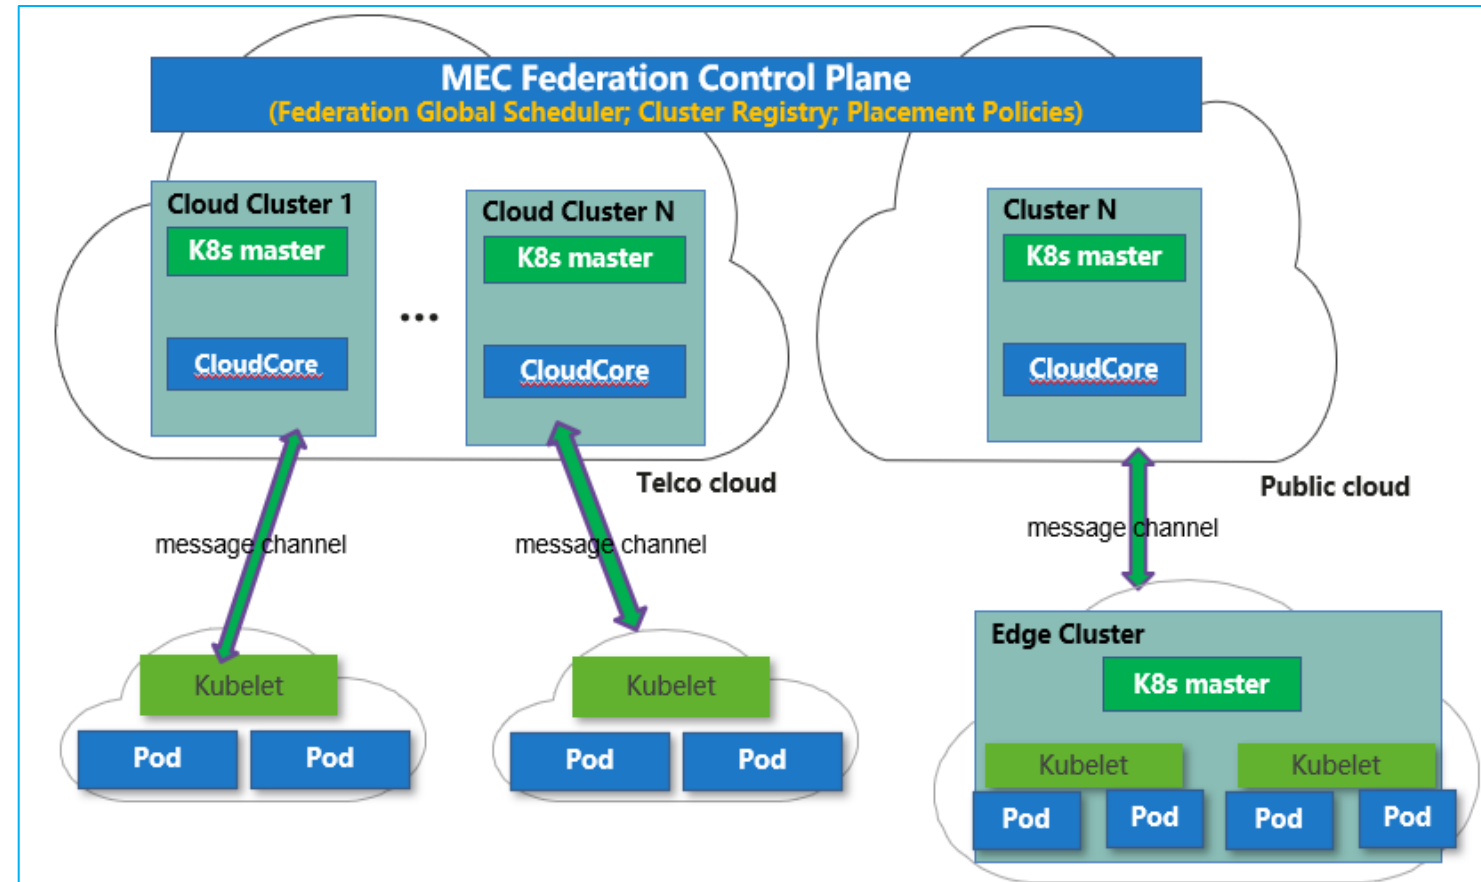 MEC Federation Control Plane
(Federation Global Scheduler; Cluster Registry; Placement Policies)
Cloud Cluster 1
K8s master
CloudCore
...
Cloud Cluster N
K8s master
CloudCore
Cluster N
K8s master
CloudCore
Telco cloud
Public cloud
message channel
message channel
message channel
Kubelet
Pod
Pod
Kubelet
Pod
Pod
Edge Cluster
K8s master
Kubelet
Kubelet
Pod
Pod
Pod
Pod